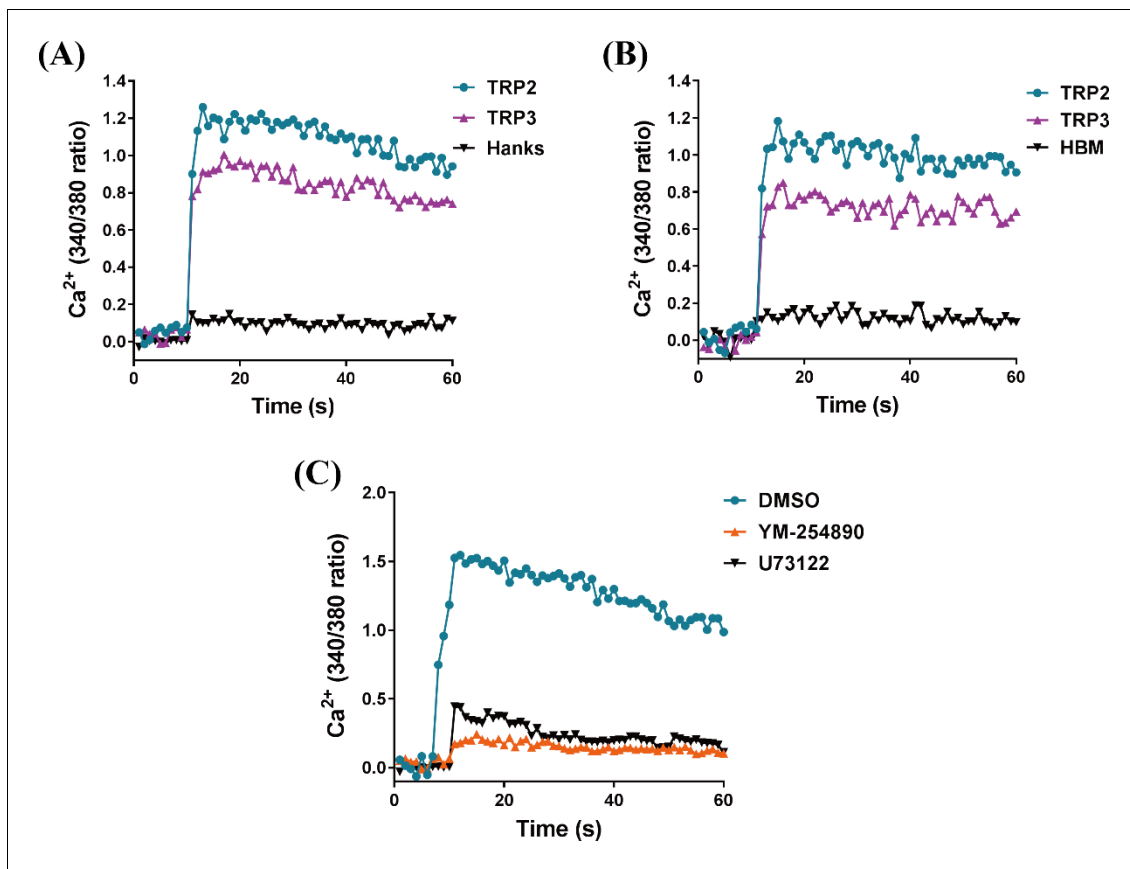 (A)
TRP2
TRP3
Hanks
Ca2+ (340/380 ratio)
1.4
1.2
1.0
0.8
0.6
0.4
0.2
0.0
0 20 40 60
Time (s)
(B)
TRP2
TRP3
HBM
Ca2+ (340/380 ratio)
1.4
1.2
1.0
0.8
0.6
0.4
0.2
0.0
0 20 40 60
Time (s)
(C)
DMSO
YM-254890
U73122
Ca2+ (340/380 ratio)
2.0
1.5
1.0
0.5
0.0
0 20 40 60
Time (s)